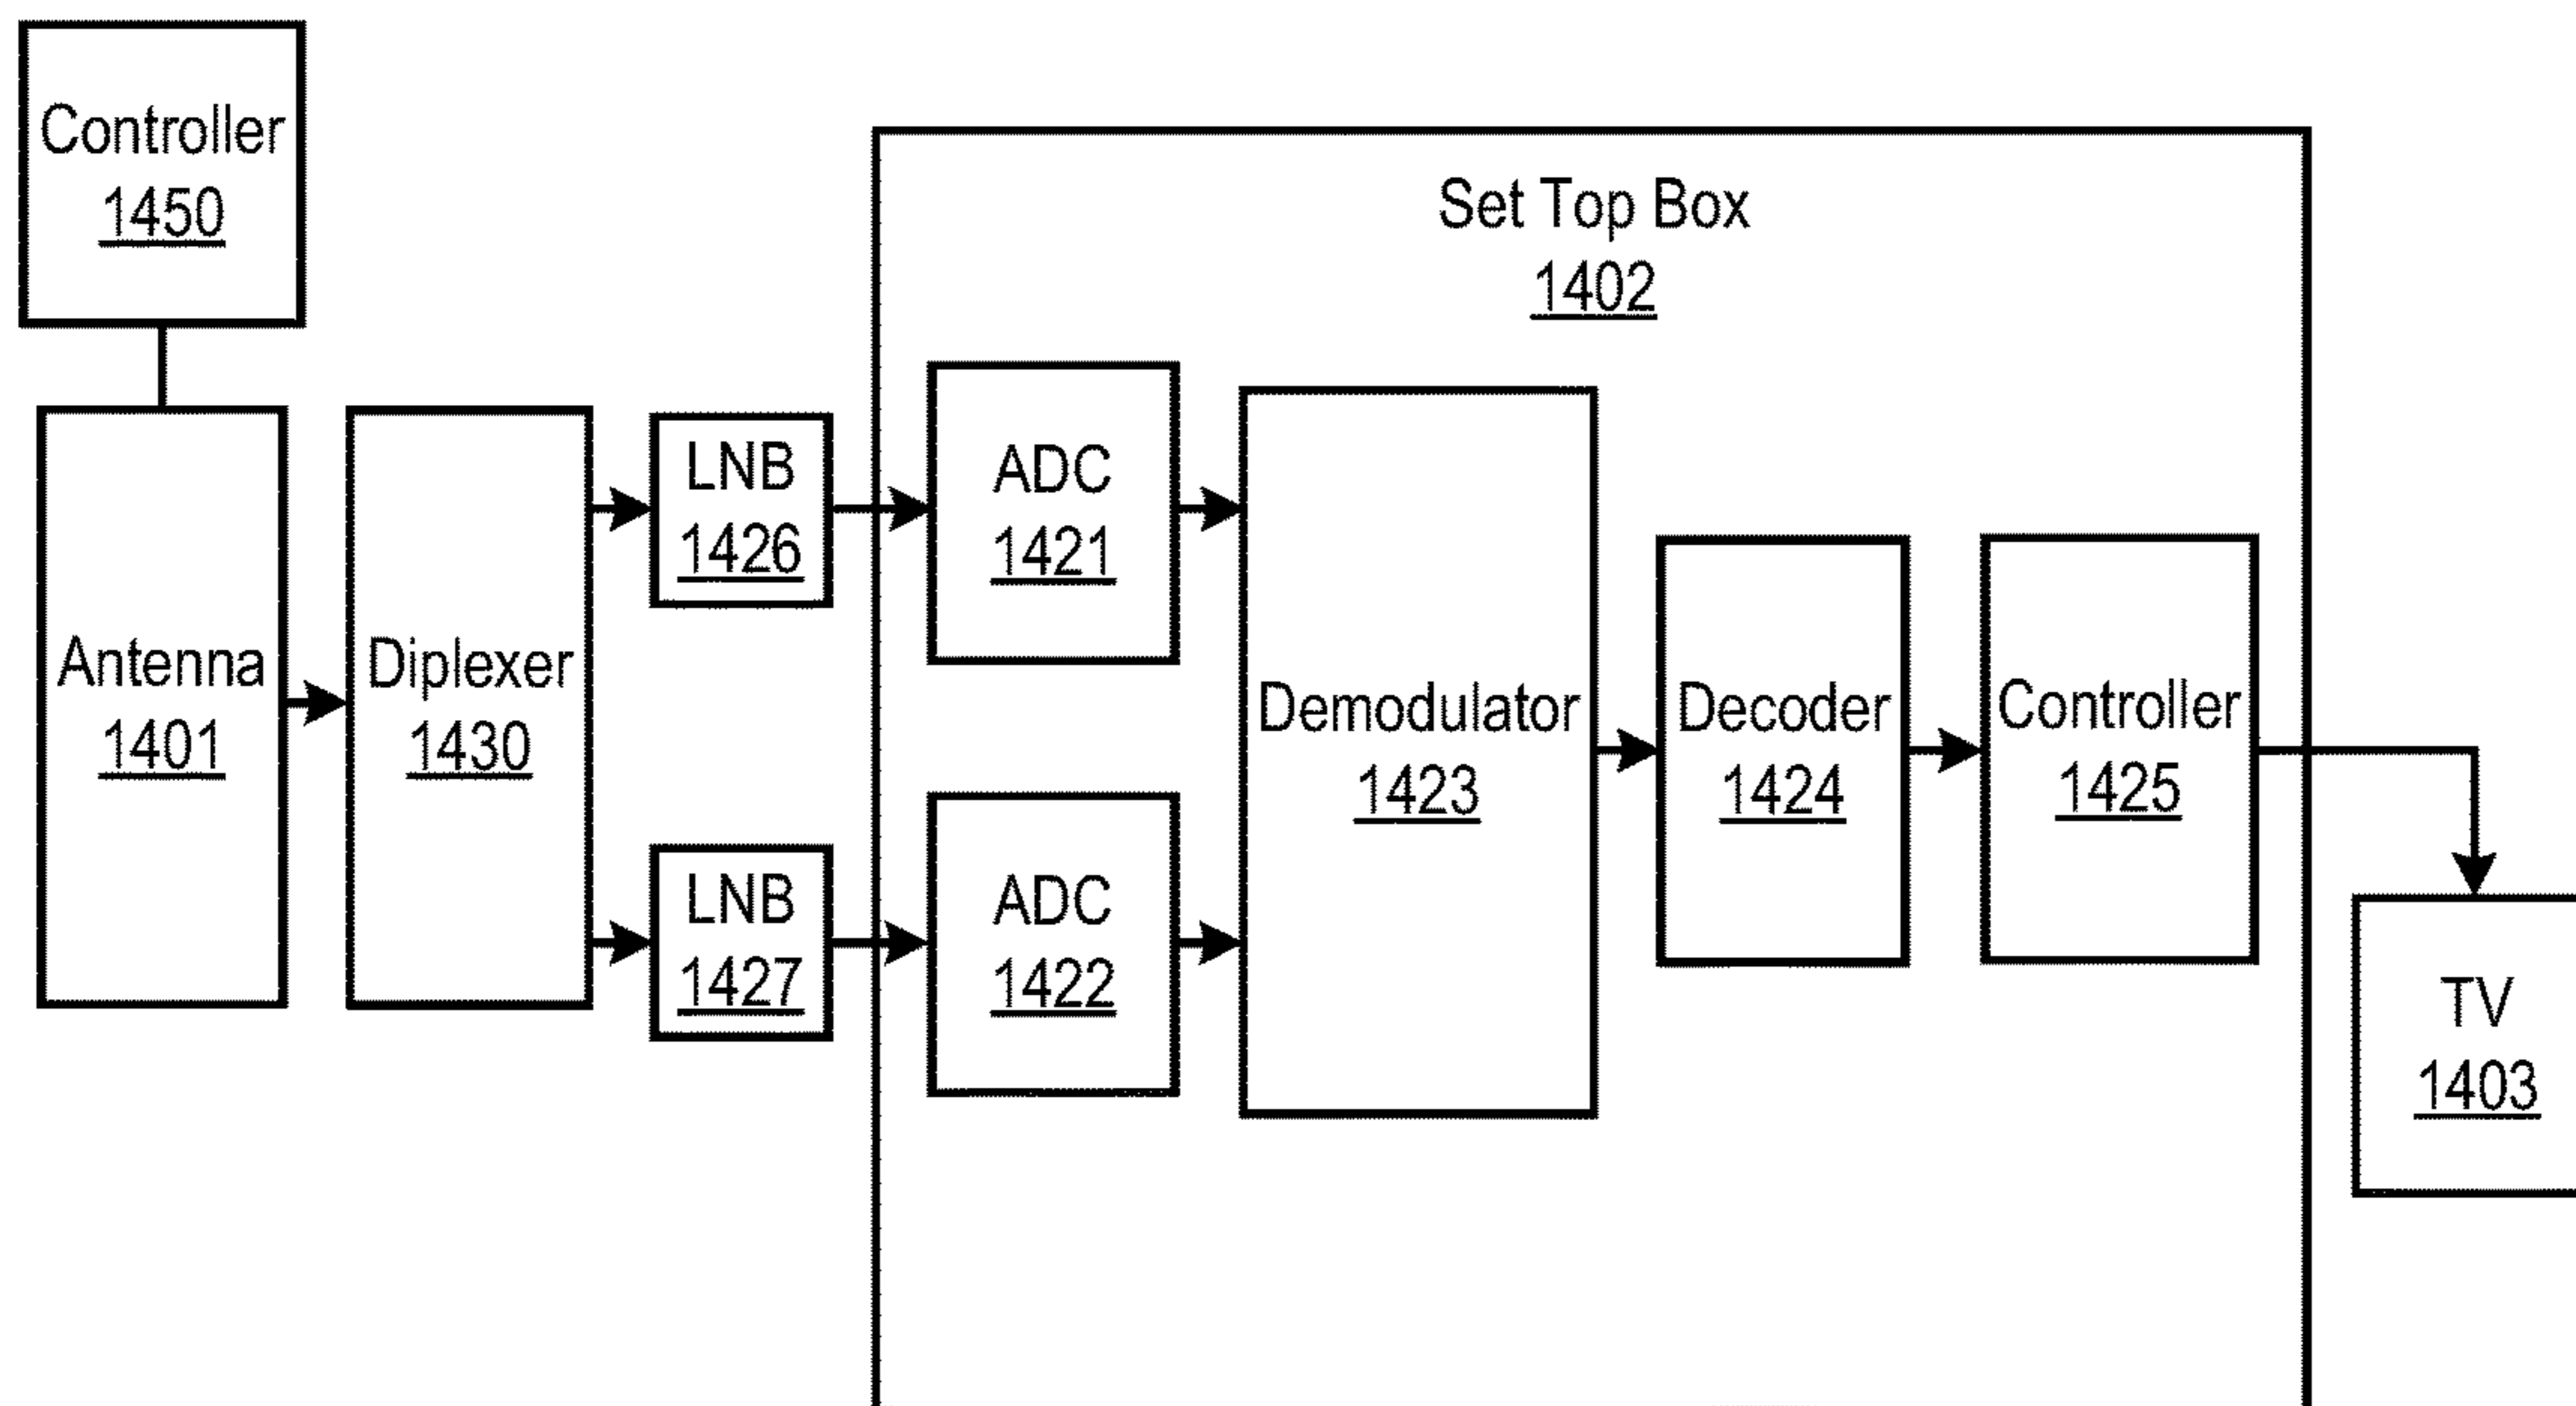 Controller
1450
Set Top Box
1402
Antenna
1401
Diplexer
1430
LNB
1426
LNB
1427
ADC
1421
ADC
1422
Demodulator
1423
Decoder
1424
Controller
1425
TV
1403